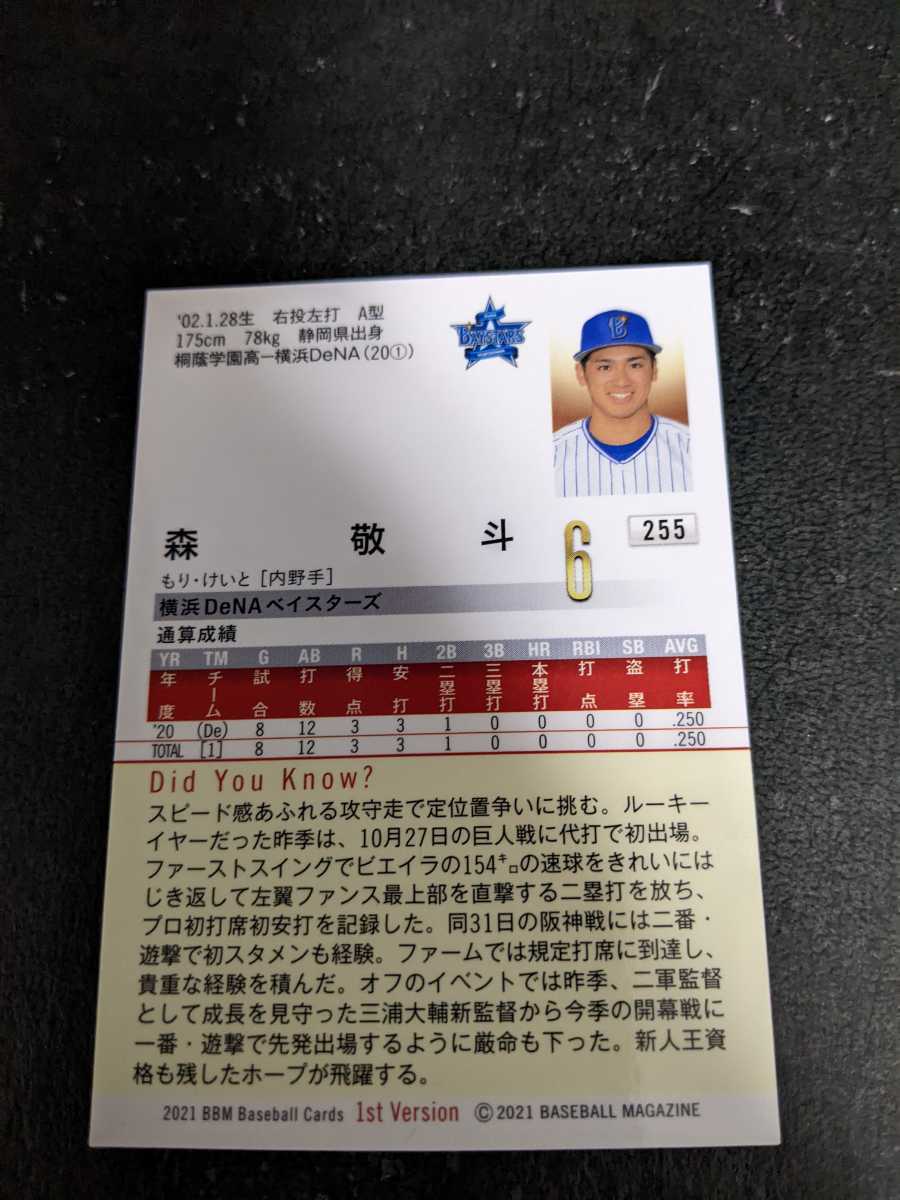 '02.1.28生 右投左打 A型
175cm 78kg 静岡県出身
桐蔭学園高ー横浜DeNA(20①)
BAYSTARS
B
森 敬 斗
6
255
もり・けいと [内野手]
横浜DeNAベイスターズ
通算成績
YR TM G AB R H 2B 3B HR RBI SB AVG
年度 チーム 試合 打数 得点 安打 二塁打 三塁打 本塁打 打点 盗塁 打率
'20 (De) 8 12 3 3 1 0 0 0 0 .250
TOTAL [1] 8 12 3 3 1 0 0 0 0 .250
Did You Know?
スピード感あふれる攻守走で定位置争いに挑む。ルーキー
イヤーだった昨季は、10月27日の巨人戦に代打で初出場。
ファーストスイングでビエイラの154㌔の速球をきれいには
じき返して左翼フェンス最上部を直撃する二塁打を放ち、
プロ初打席初安打を記録した。同31日の阪神戦には二番・
遊撃で初スタメンも経験。ファームでは規定打席に到達し、
貴重な経験を積んだ。オフのイベントでは昨季、二軍監督
として成長を見守った三浦大輔新監督から今季の開幕戦に
一番・遊撃で先発出場するように厳命も下った。新人王資
格も残したホープが飛躍する。
2021 BBM Baseball Cards 1st Version ©2021 BASEBALL MAGAZINE